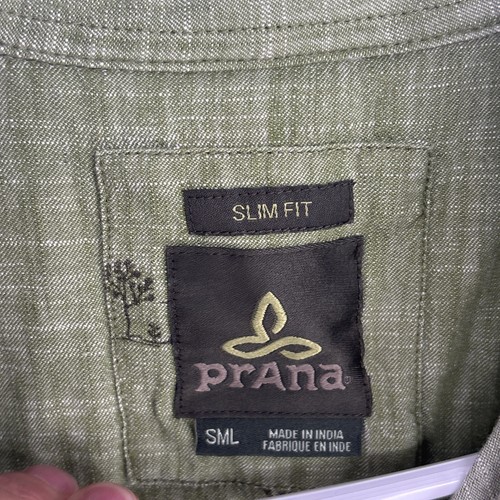 SLIM FIT
prAna
SML
MADE IN INDIA
FABRIQUE EN INDE